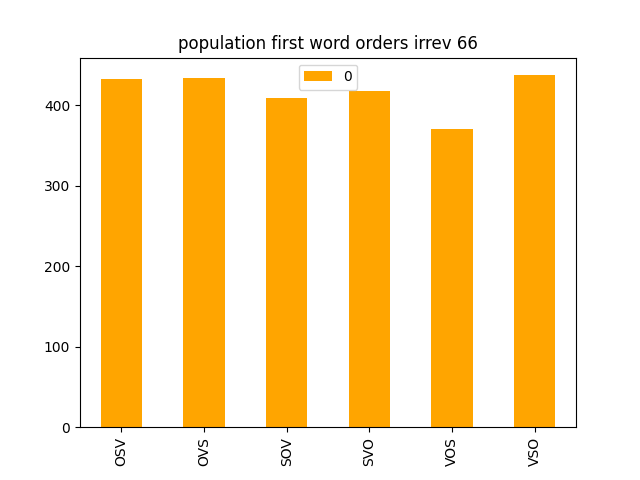 population first word orders irrev 66
0
400
300
200
100
0
OSV
OVS
SOV
SVO
VOS
VSO